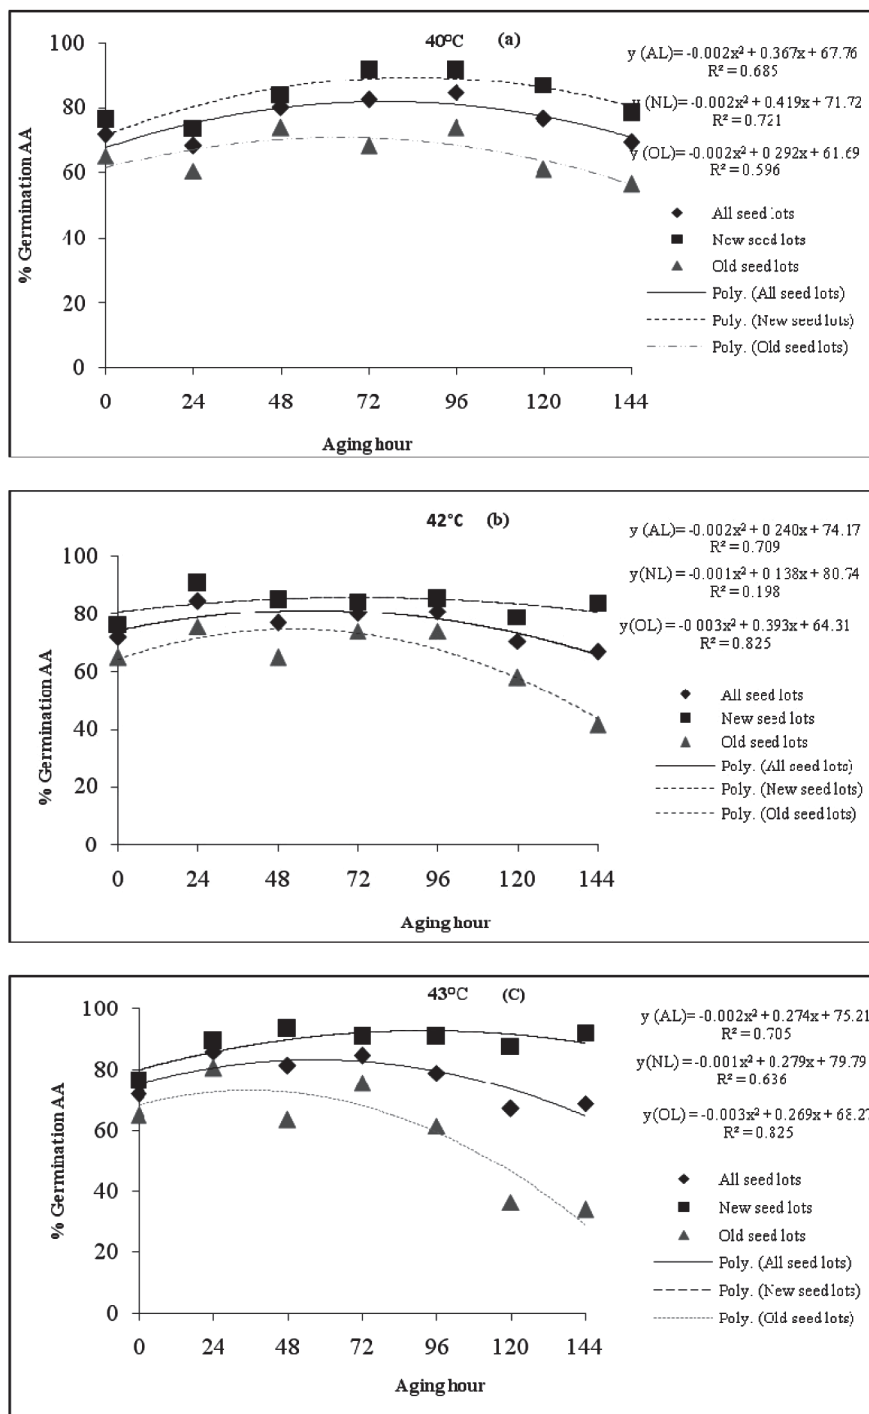 40°C (a)
100
80
60
40
20
0
% Germination AA
0 24 48 72 96 120 144
Aging hour
y (AL)= -0.002x² + 0.367x + 67.76
R² = 0.685
y (NL)= -0.002x² + 0.419x + 71.72
R² = 0.721
y (OL)= -0.002x² + 0.292x + 61.69
R² = 0.596
All seed lots
New seed lots
Old seed lots
Poly. (All seed lots)
Poly. (New seed lots)
Poly. (Old seed lots)
42°C (b)
100
80
60
40
20
0
% Germination AA
0 24 48 72 96 120 144
Aging hour
y (AL)= -0.002x² + 0.240x + 74.17
R² = 0.709
y(NL)= -0.001x² + 0.138x + 80.74
R² = 0.198
y(OL)= -0.003x² + 0.393x + 64.31
R² = 0.825
All seed lots
New seed lots
Old seed lots
Poly. (All seed lots)
Poly. (New seed lots)
Poly. (Old seed lots)
43°C (C)
100
80
60
40
20
0
% Germination AA
0 24 48 72 96 120 144
Aging hour
y (AL)= -0.002x² + 0.274x + 75.21
R² = 0.705
y(NL)= -0.001x² + 0.279x + 79.79
R² = 0.636
y(OL)= -0.003x² + 0.269x + 68.27
R² = 0.825
All seed lots
New seed lots
Old seed lots
Poly. (All seed lots)
Poly. (New seed lots)
Poly. (Old seed lots)